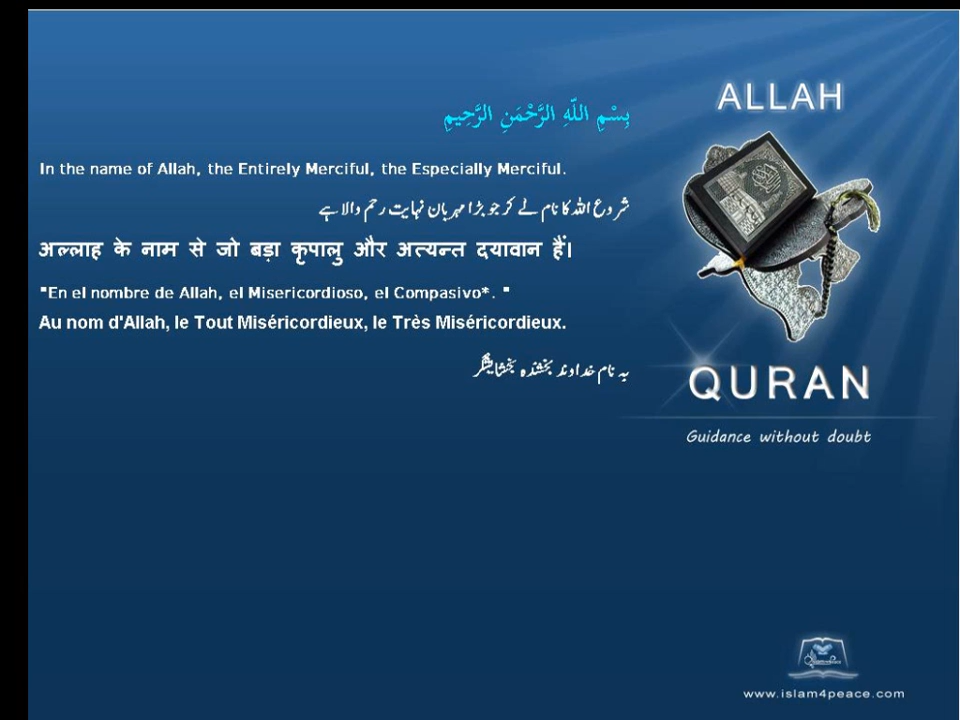 بِسْمِ اللَّهِ الرَّحْمَنِ الرَّحِيمِ
In the name of Allah, the Entirely Merciful, the Especially Merciful.
شروع اللہ کا نام لے کر جو بڑا مہربان نہایت رحم والا ہے
अल्लाह के नाम से जो बड़ा कृपालु और अत्यन्त दयावान हैं।
"En el nombre de Allah, el Misericordioso, el Compasivo*. "
Au nom d'Allah, le Tout Miséricordieux, le Très Miséricordieux.
به نام خداوند بخشنده بخشایشگر
ALLAH
QURAN
Guidance without doubt
www.islam4peace.com